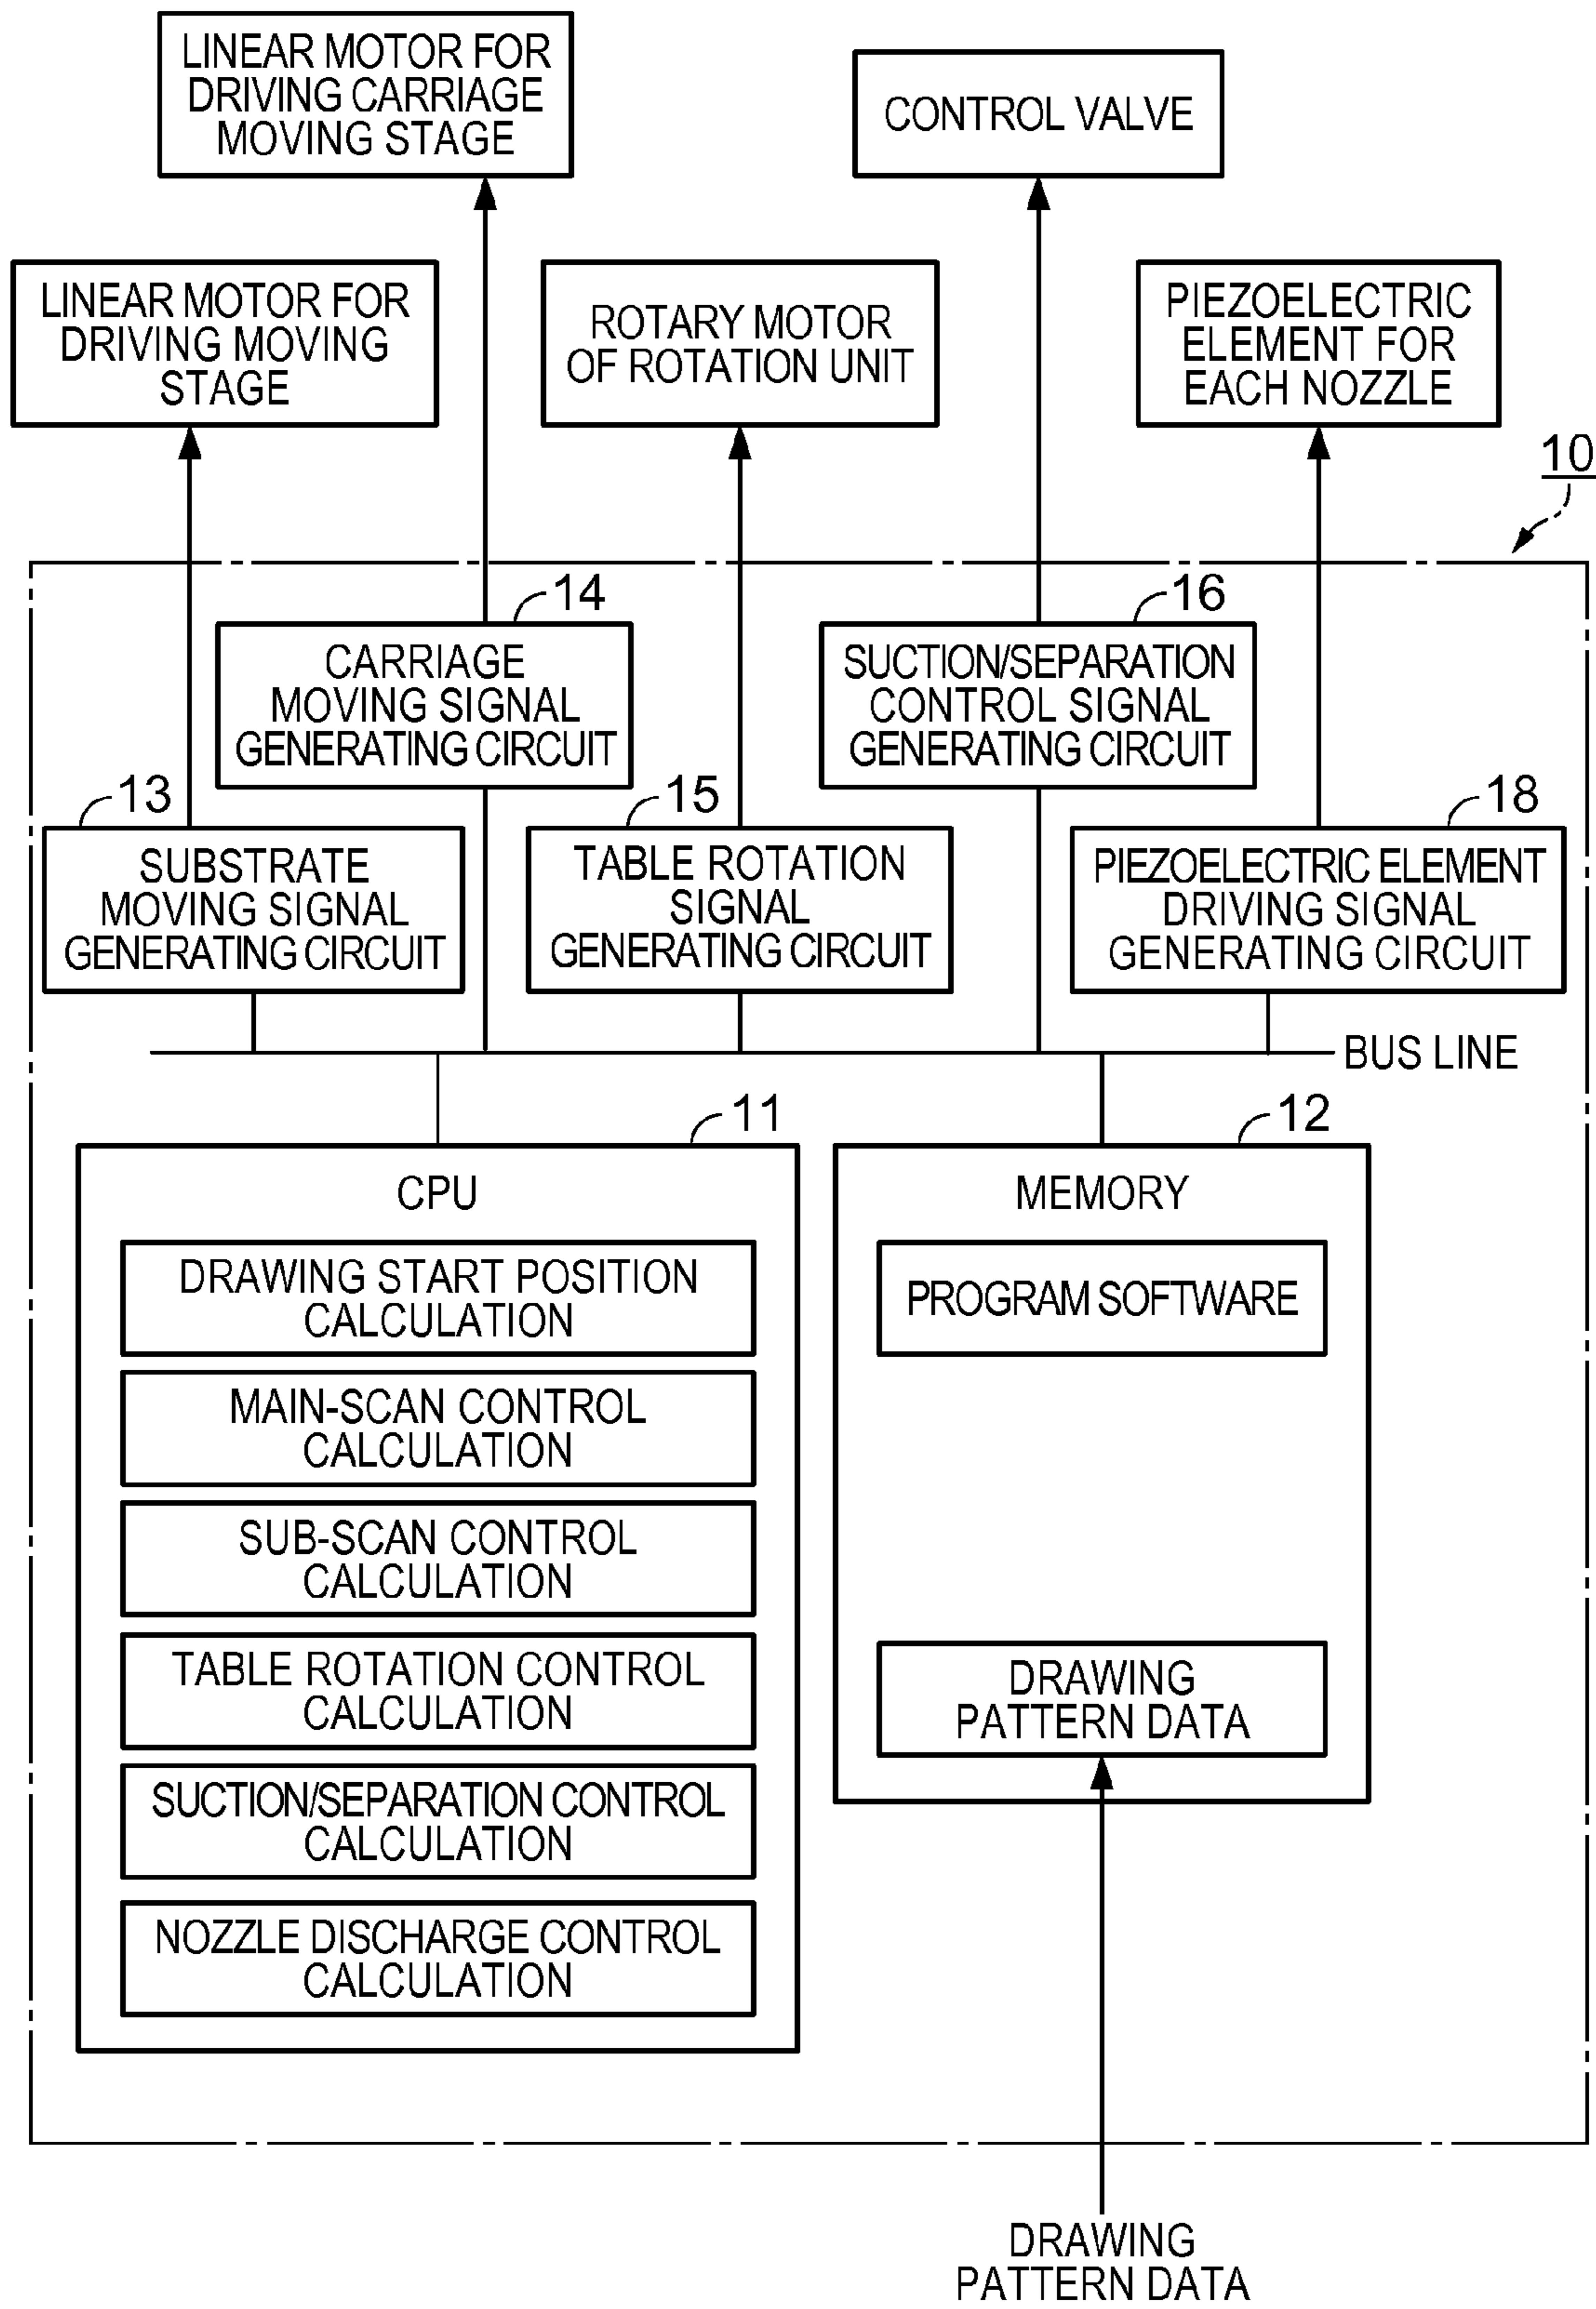 LINEAR MOTOR FOR
DRIVING CARRIAGE
MOVING STAGE
CONTROL VALVE
LINEAR MOTOR FOR
DRIVING MOVING
STAGE
ROTARY MOTOR
OF ROTATION UNIT
PIEZOELECTRIC
ELEMENT FOR
EACH NOZZLE
10
14
CARRIAGE
MOVING SIGNAL
GENERATING CIRCUIT
16
SUCTION/SEPARATION
CONTROL SIGNAL
GENERATING CIRCUIT
13
SUBSTRATE
MOVING SIGNAL
GENERATING CIRCUIT
15
TABLE ROTATION
SIGNAL
GENERATING CIRCUIT
18
PIEZOELECTRIC ELEMENT
DRIVING SIGNAL
GENERATING CIRCUIT
BUS LINE
11
CPU
DRAWING START POSITION
CALCULATION
MAIN-SCAN CONTROL
CALCULATION
SUB-SCAN CONTROL
CALCULATION
TABLE ROTATION CONTROL
CALCULATION
SUCTION/SEPARATION CONTROL
CALCULATION
NOZZLE DISCHARGE CONTROL
CALCULATION
12
MEMORY
PROGRAM SOFTWARE
DRAWING
PATTERN DATA
DRAWING
PATTERN DATA